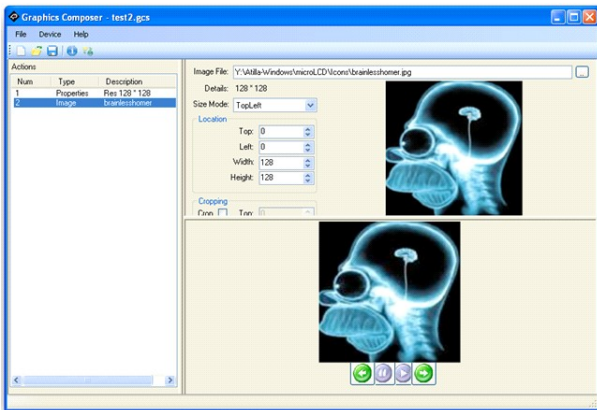 Graphics Composer - test2.gcs
File Device Help
Actions
Num Type Description
1 Properties Res 128 * 128
2 Image brainlesshomer
Image File: Y:\Atilla-Windows\microLCD\Icons\brainlesshomer.jpg
...
Details: 128 * 128
Size Mode: TopLeft
Location
Top: 0
Left: 0
Width: 128
Height: 128
Cropping
Crop Top: 0